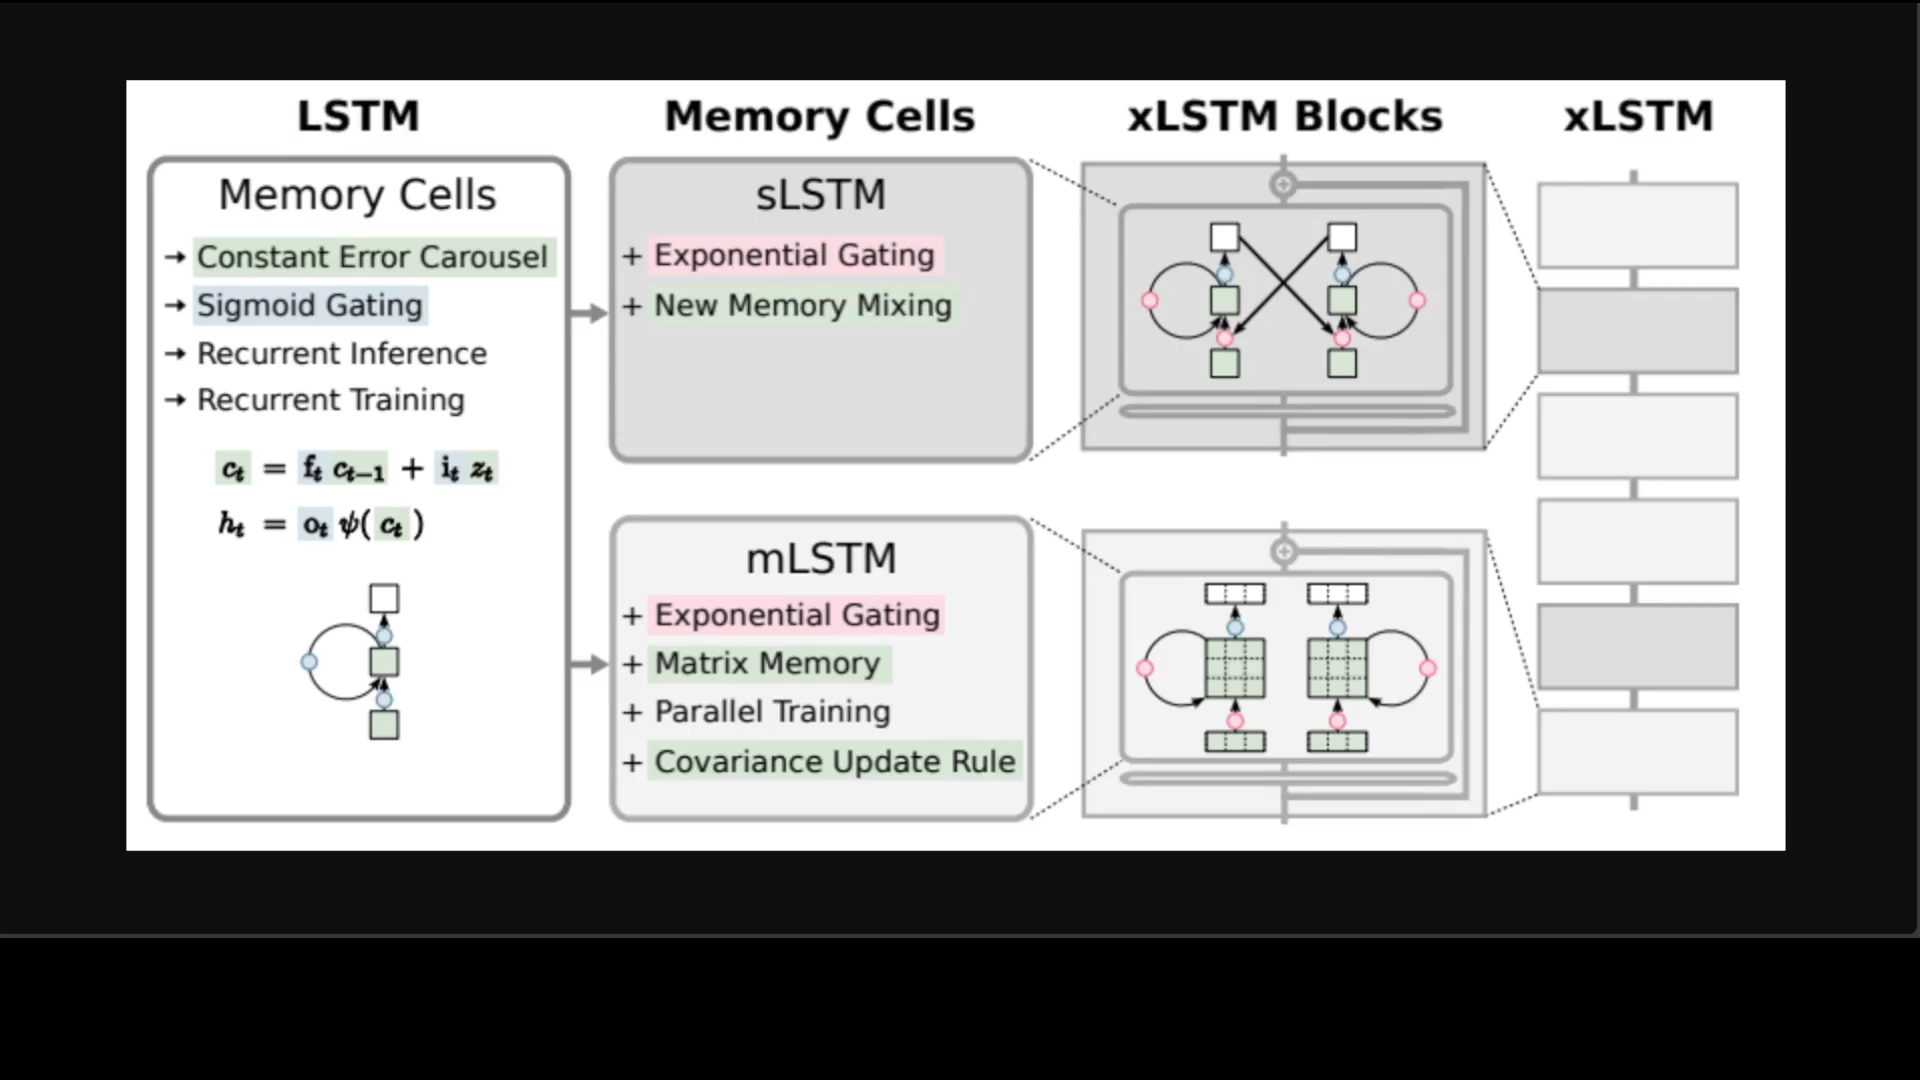 LSTM
Memory Cells
→ Constant Error Carousel
→ Sigmoid Gating
→ Recurrent Inference
→ Recurrent Training
cₜ = fₜ cₜ₋₁ + iₜ zₜ
hₜ = oₜ ψ( cₜ )
Memory Cells
sLSTM
+ Exponential Gating
+ New Memory Mixing
mLSTM
+ Exponential Gating
+ Matrix Memory
+ Parallel Training
+ Covariance Update Rule
xLSTM Blocks
xLSTM